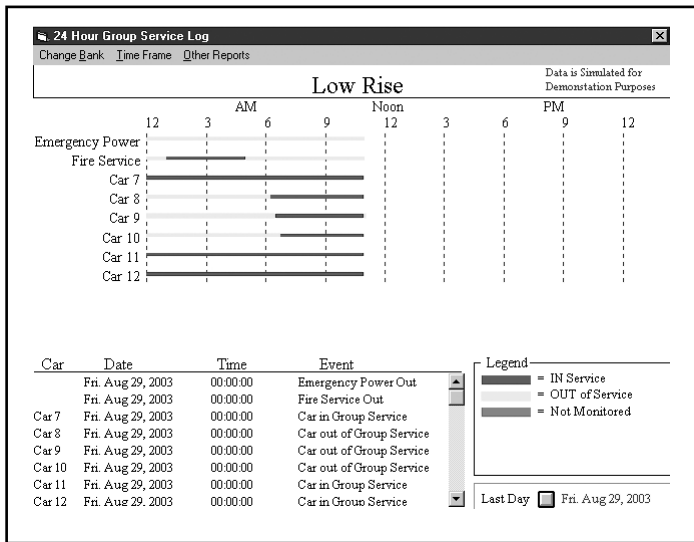 24 Hour Group Service Log
Change Bank Time Frame Other Reports
Low Rise
Data is Simulated for
Demonstation Purposes
AM Noon PM
12 3 6 9 12 3 6 9 12
Emergency Power
Fire Service
Car 7
Car 8
Car 9
Car 10
Car 11
Car 12
Car Date Time Event
Fri. Aug 29, 2003 00:00:00 Emergency Power Out
Fri. Aug 29, 2003 00:00:00 Fire Service Out
Car 7 Fri. Aug 29, 2003 00:00:00 Car in Group Service
Car 8 Fri. Aug 29, 2003 00:00:00 Car out of Group Service
Car 9 Fri. Aug 29, 2003 00:00:00 Car out of Group Service
Car 10 Fri. Aug 29, 2003 00:00:00 Car out of Group Service
Car 11 Fri. Aug 29, 2003 00:00:00 Car in Group Service
Car 12 Fri. Aug 29, 2003 00:00:00 Car in Group Service
Legend
= IN Service
= OUT of Service
= Not Monitored
Last Day Fri. Aug 29, 2003